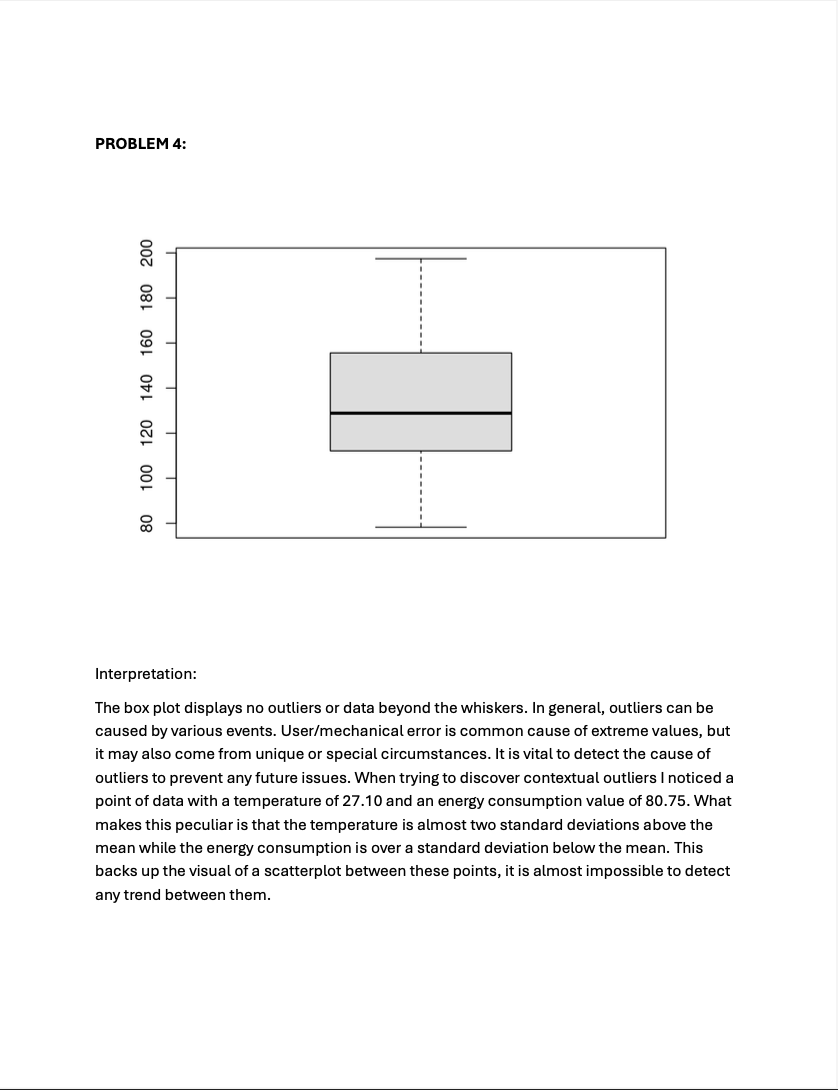 PROBLEM 4:
200
180
160
140
120
100
80
Interpretation:
The box plot displays no outliers or data beyond the whiskers. In general, outliers can be
caused by various events. User/mechanical error is common cause of extreme values, but
it may also come from unique or special circumstances. It is vital to detect the cause of
outliers to prevent any future issues. When trying to discover contextual outliers I noticed a
point of data with a temperature of 27.10 and an energy consumption value of 80.75. What
makes this peculiar is that the temperature is almost two standard deviations above the
mean while the energy consumption is over a standard deviation below the mean. This
backs up the visual of a scatterplot between these points, it is almost impossible to detect
any trend between them.